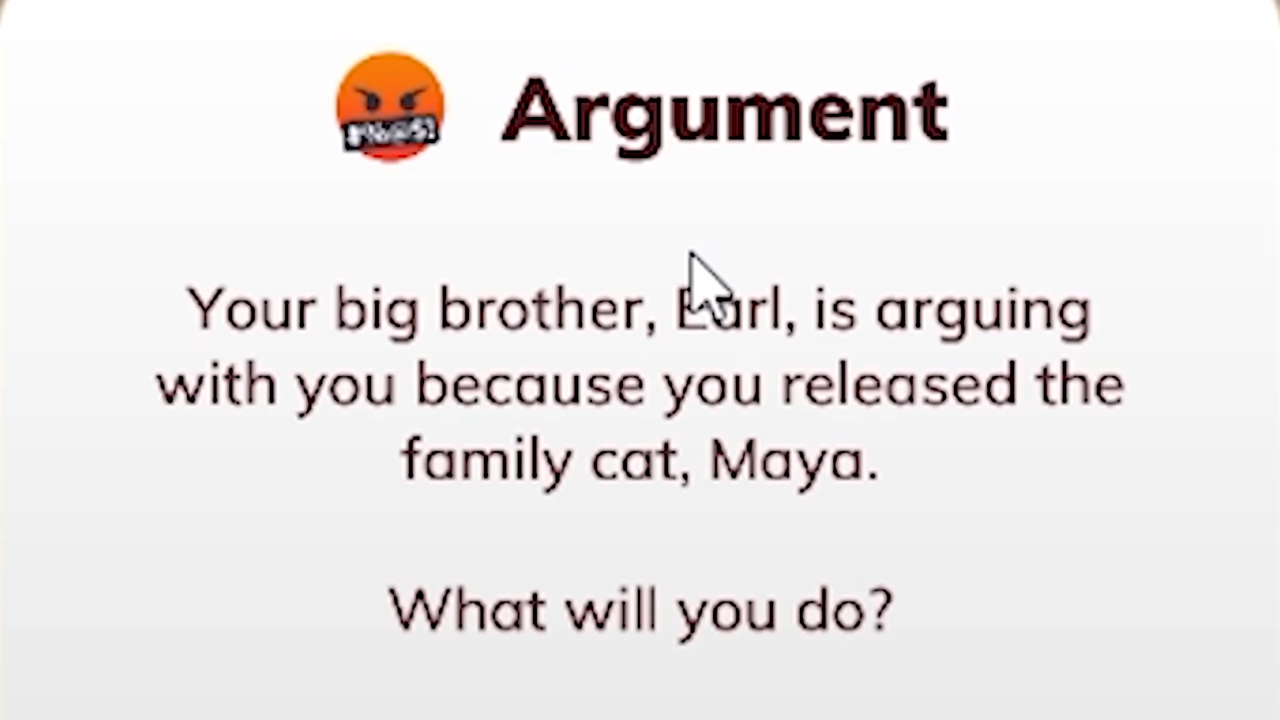 Argument
Your big brother, Earl, is arguing
with you because you released the
family cat, Maya.
What will you do?